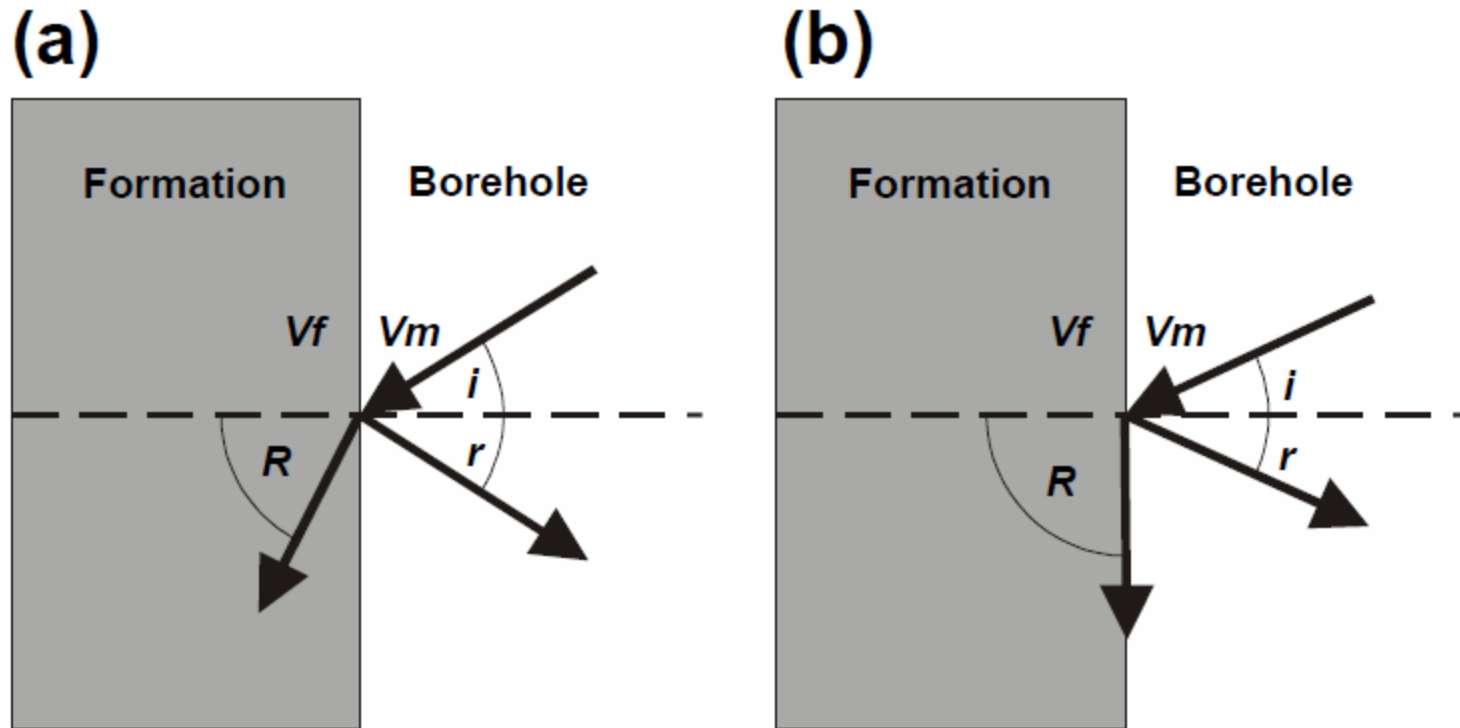 (a)
Formation
Borehole
Vf
Vm
i
r
R
(b)
Formation
Borehole
Vf
Vm
i
r
R